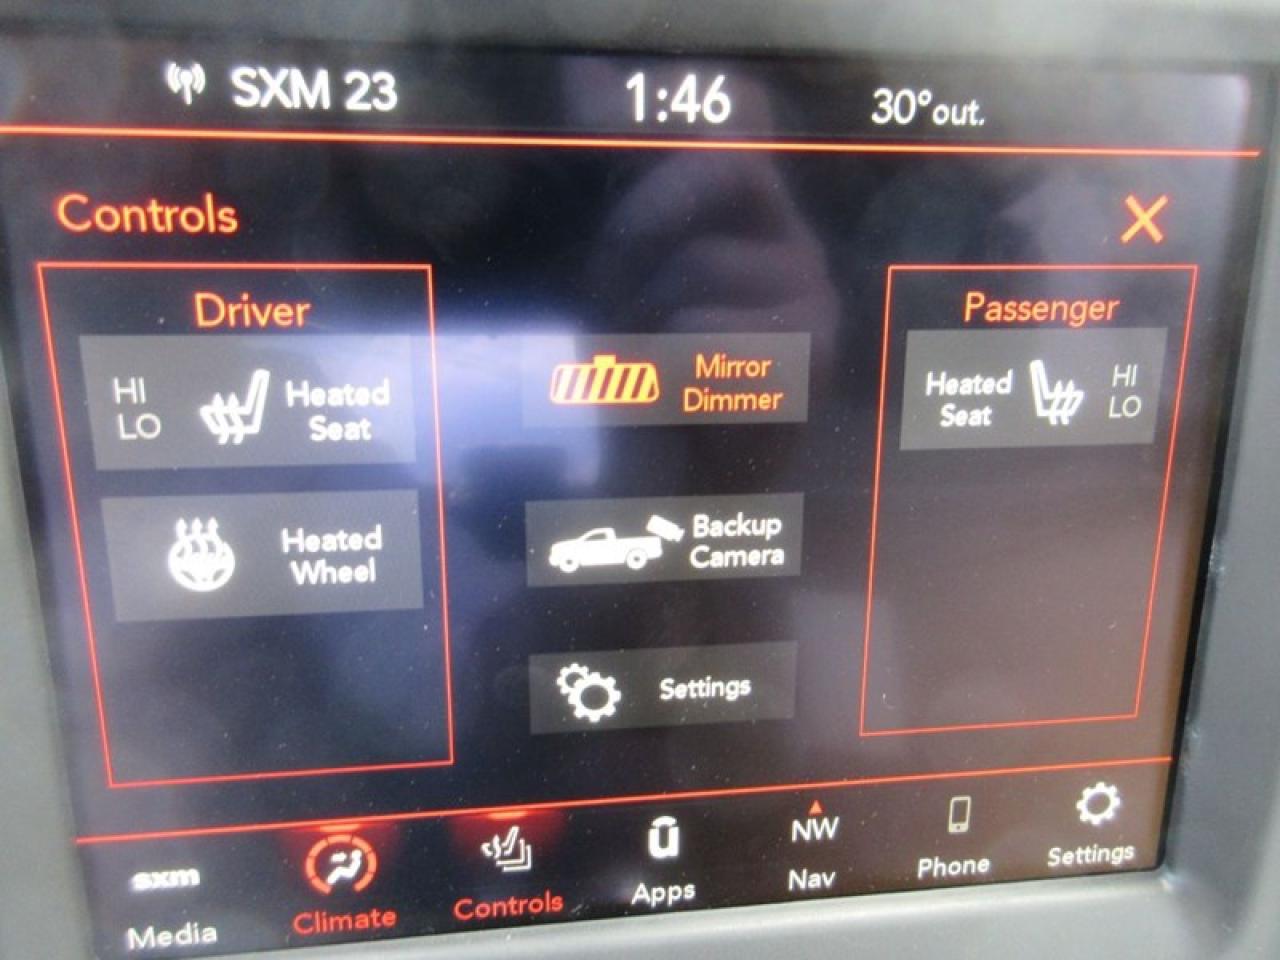 SXM 23
1:46
30°out.
Controls
X
Driver
HI
LO
Heated
Seat
Heated
Wheel
Mirror
Dimmer
Backup
Camera
Settings
Passenger
Heated
Seat
HI
LO
sxm
Media
Climate
Controls
U
Apps
NW
Nav
Phone
Settings